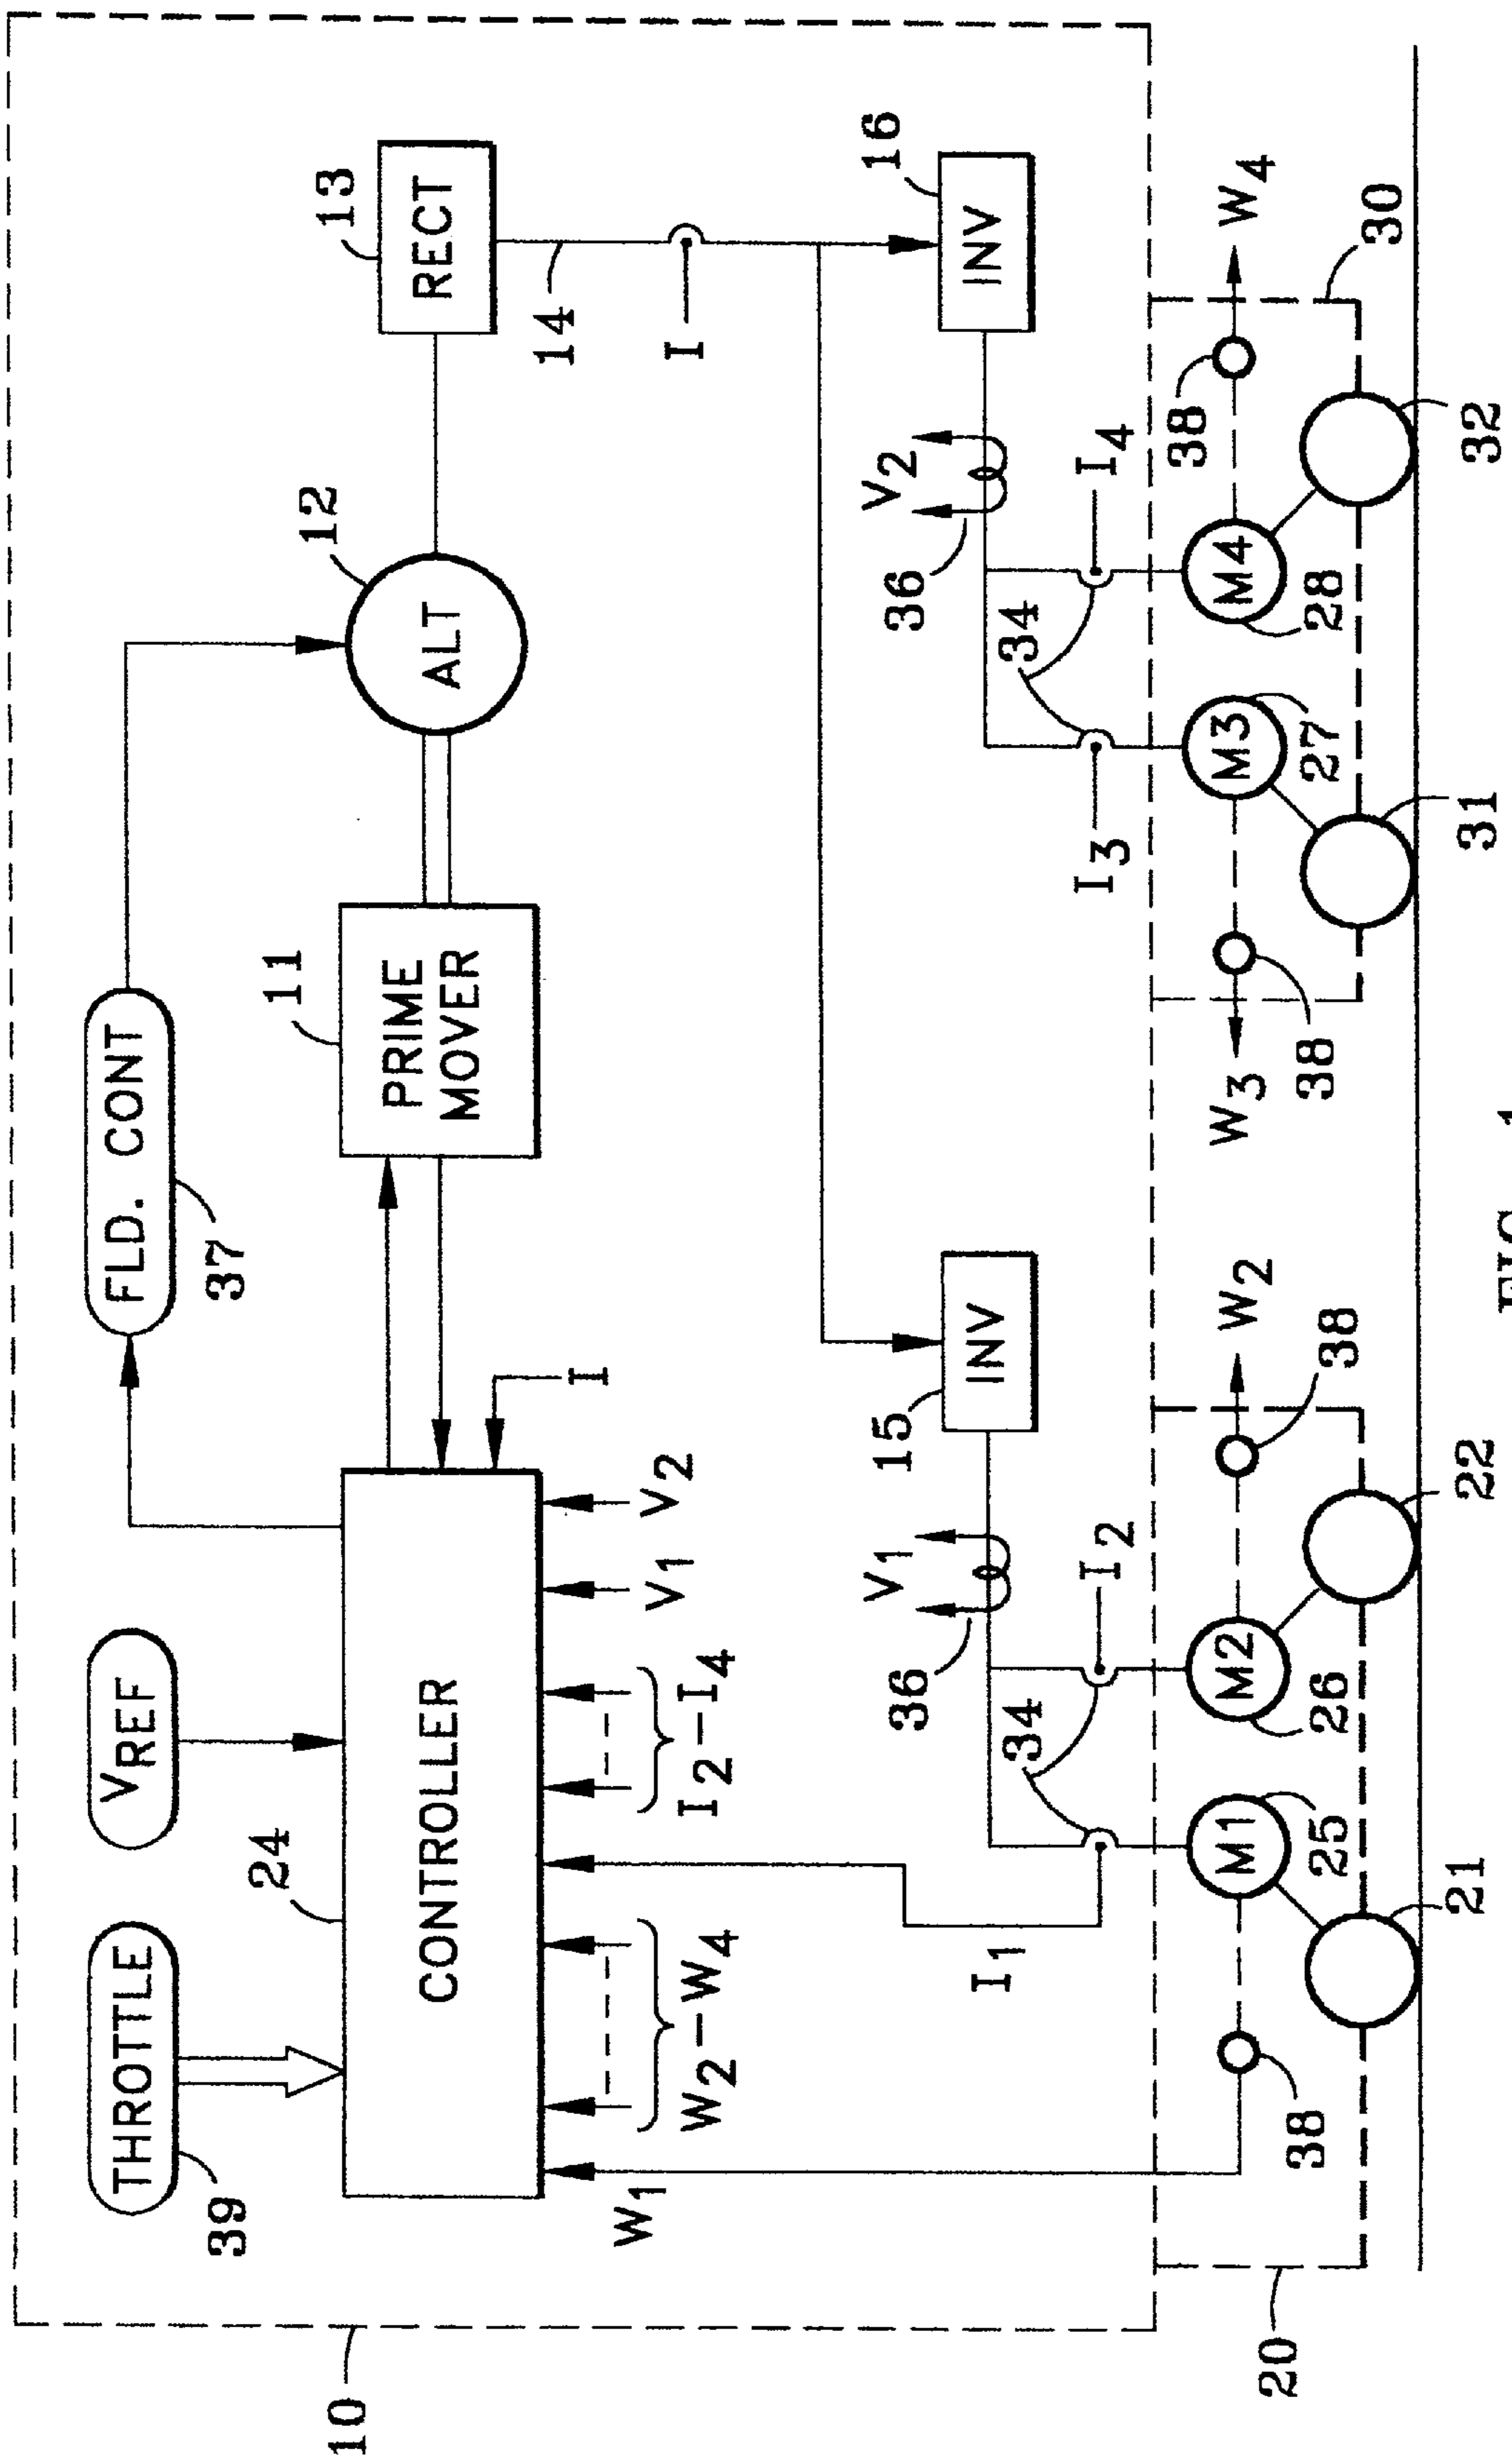 10
THROTTLE
39
VREF
FLD. CONT
37
24
CONTROLLER
11
PRIME
MOVER
12
ALT
13
RECT
14
I
I
W1
W2–W4
I2–I4
V1
V2
I1
15
INV
V1
36
34
I2
16
INV
V2
36
34
I3
I4
20
38
M1
25
M2
26
38
W2
21
22
W3
38
M3
27
M4
28
38
W4
30
31
32
FIG. 1